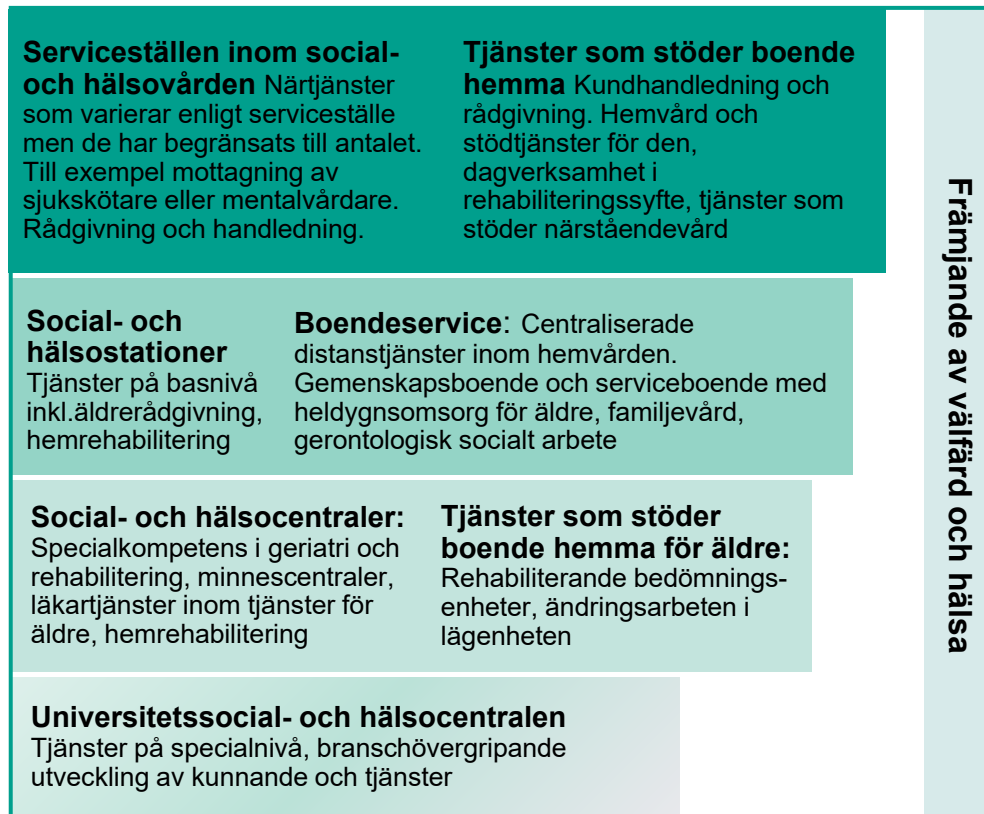 Serviceställen inom social-
och hälsovården Närtjänster
som varierar enligt serviceställe
men de har begränsats till antalet.
Till exempel mottagning av
sjukskötare eller mentalvårdare.
Rådgivning och handledning.
Tjänster som stöder boende
hemma Kundhandledning och
rådgivning. Hemvård och
stödtjänster för den,
dagverksamhet i
rehabiliteringssyfte, tjänster som
stöder närståendevård
Social- och
hälsostationer
Tjänster på basnivå
inkl.äldrerådgivning,
hemrehabilitering
Boendeservice: Centraliserade
distanstjänster inom hemvården.
Gemenskapsboende och serviceboende med
heldygnsomsorg för äldre, familjevård,
gerontologisk socialt arbete
Social- och hälsocentraler:
Specialkompetens i geriatri och
rehabilitering, minnescentraler,
läkartjänster inom tjänster för
äldre, hemrehabilitering
Tjänster som stöder
boende hemma för äldre:
Rehabiliterande bedömnings-
enheter, ändringsarbeten i
lägenheten
Universitetssocial- och hälsocentralen
Tjänster på specialnivå, branschövergripande
utveckling av kunnande och tjänster
Främjande av välfärd och hälsa